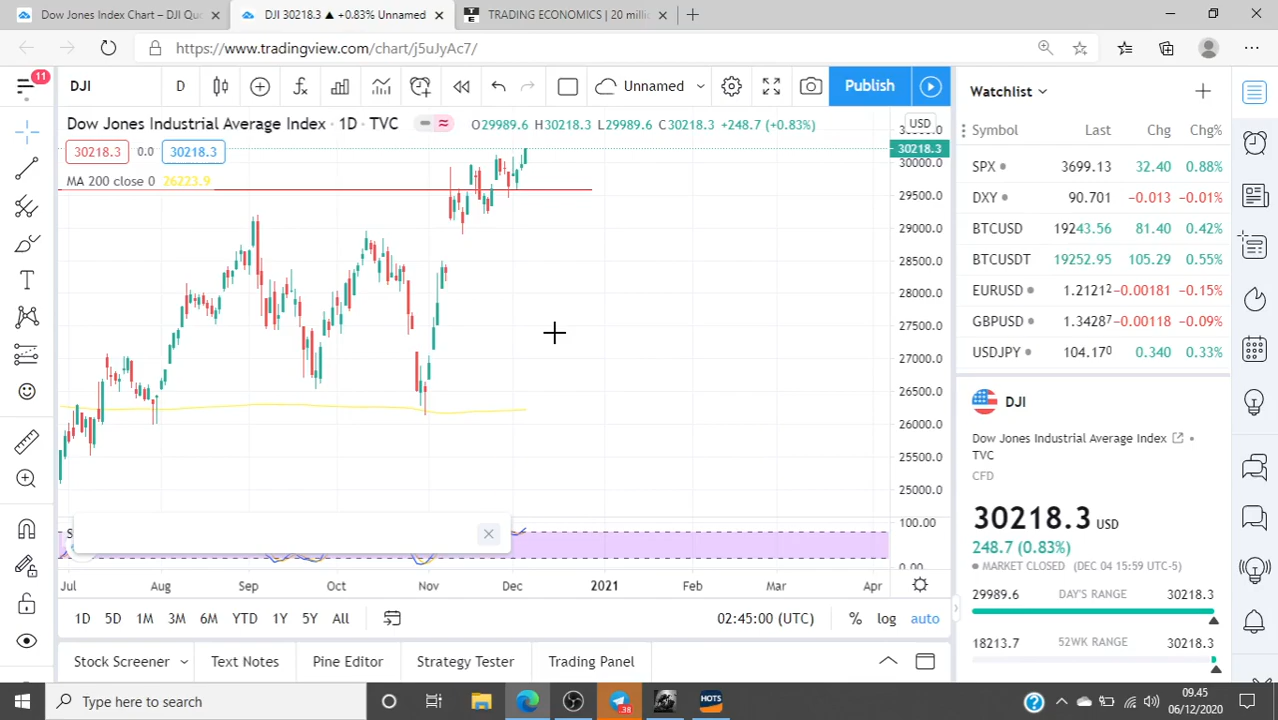 Dow Jones Index Chart – DJI Qu
DJI 30218.3 ▲ +0.83% Unnamed
TRADING ECONOMICS | 20 milli
https://www.tradingview.com/chart/j5uJyAc7/
11
DJI
D
Unnamed
Publish
Watchlist
Dow Jones Industrial Average Index · 1D · TVC
O29989.6 H30218.3 L29989.6 C30218.3 +248.7 (+0.83%)
USD
30218.3 0.0 30218.3
MA 200 close 0 26223.9
30218.3
30000.0
29500.0
29000.0
28500.0
28000.0
27500.0
27000.0
26500.0
26000.0
25500.0
25000.0
100.00
0.00
S
Jul Aug Sep Oct Nov Dec 2021 Feb Mar Apr
1D 5D 1M 3M 6M YTD 1Y 5Y All
02:45:00 (UTC)
% log auto
Stock Screener
Text Notes
Pine Editor
Strategy Tester
Trading Panel
Symbol Last Chg Chg%
SPX 3699.13 32.40 0.88%
DXY 90.701 −0.013 −0.01%
BTCUSD 19243.56 81.40 0.42%
BTCUSDT 19252.95 105.29 0.55%
EURUSD 1.21212 −0.00181 −0.15%
GBPUSD 1.34287 −0.00118 −0.09%
USDJPY 104.170 0.340 0.33%
DJI
Dow Jones Industrial Average Index •
TVC
CFD
30218.3 USD
248.7 (0.83%)
MARKET CLOSED (DEC 04 15:59 UTC-5)
29989.6 DAY'S RANGE 30218.3
18213.7 52WK RANGE 30218.3
Type here to search
38
HOTS
09.45
06/12/2020